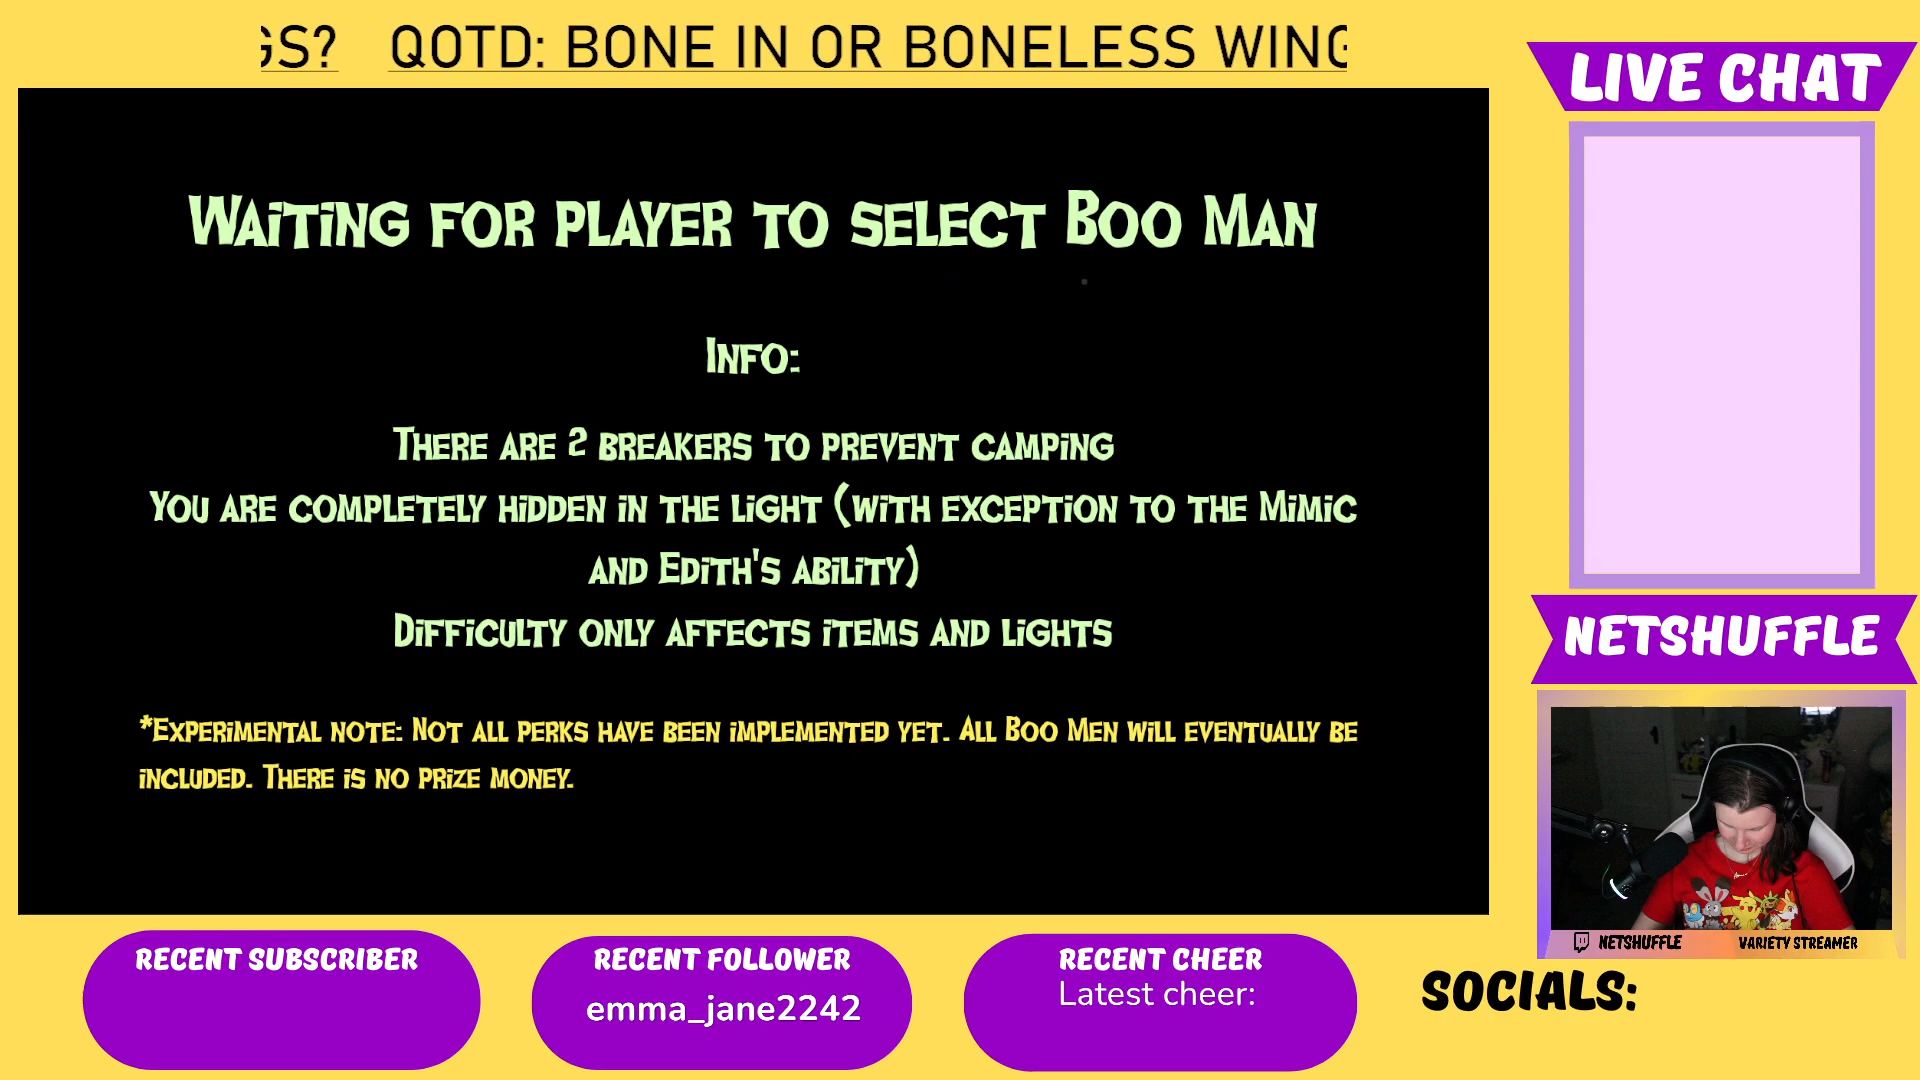 GS? QOTD: BONE IN OR BONELESS WING
LIVE CHAT
Waiting for player to select Boo Man
Info:
There are 2 breakers to prevent camping
You are completely hidden in the light (with exception to the Mimic
and Edith's ability)
Difficulty only affects items and lights
*Experimental note: Not all perks have been implemented yet. All Boo Men will eventually be
included. There is no prize money.
NETSHUFFLE
NETSHUFFLE VARIETY STREAMER
RECENT SUBSCRIBER
RECENT FOLLOWER
emma_jane2242
RECENT CHEER
Latest cheer:
SOCIALS: